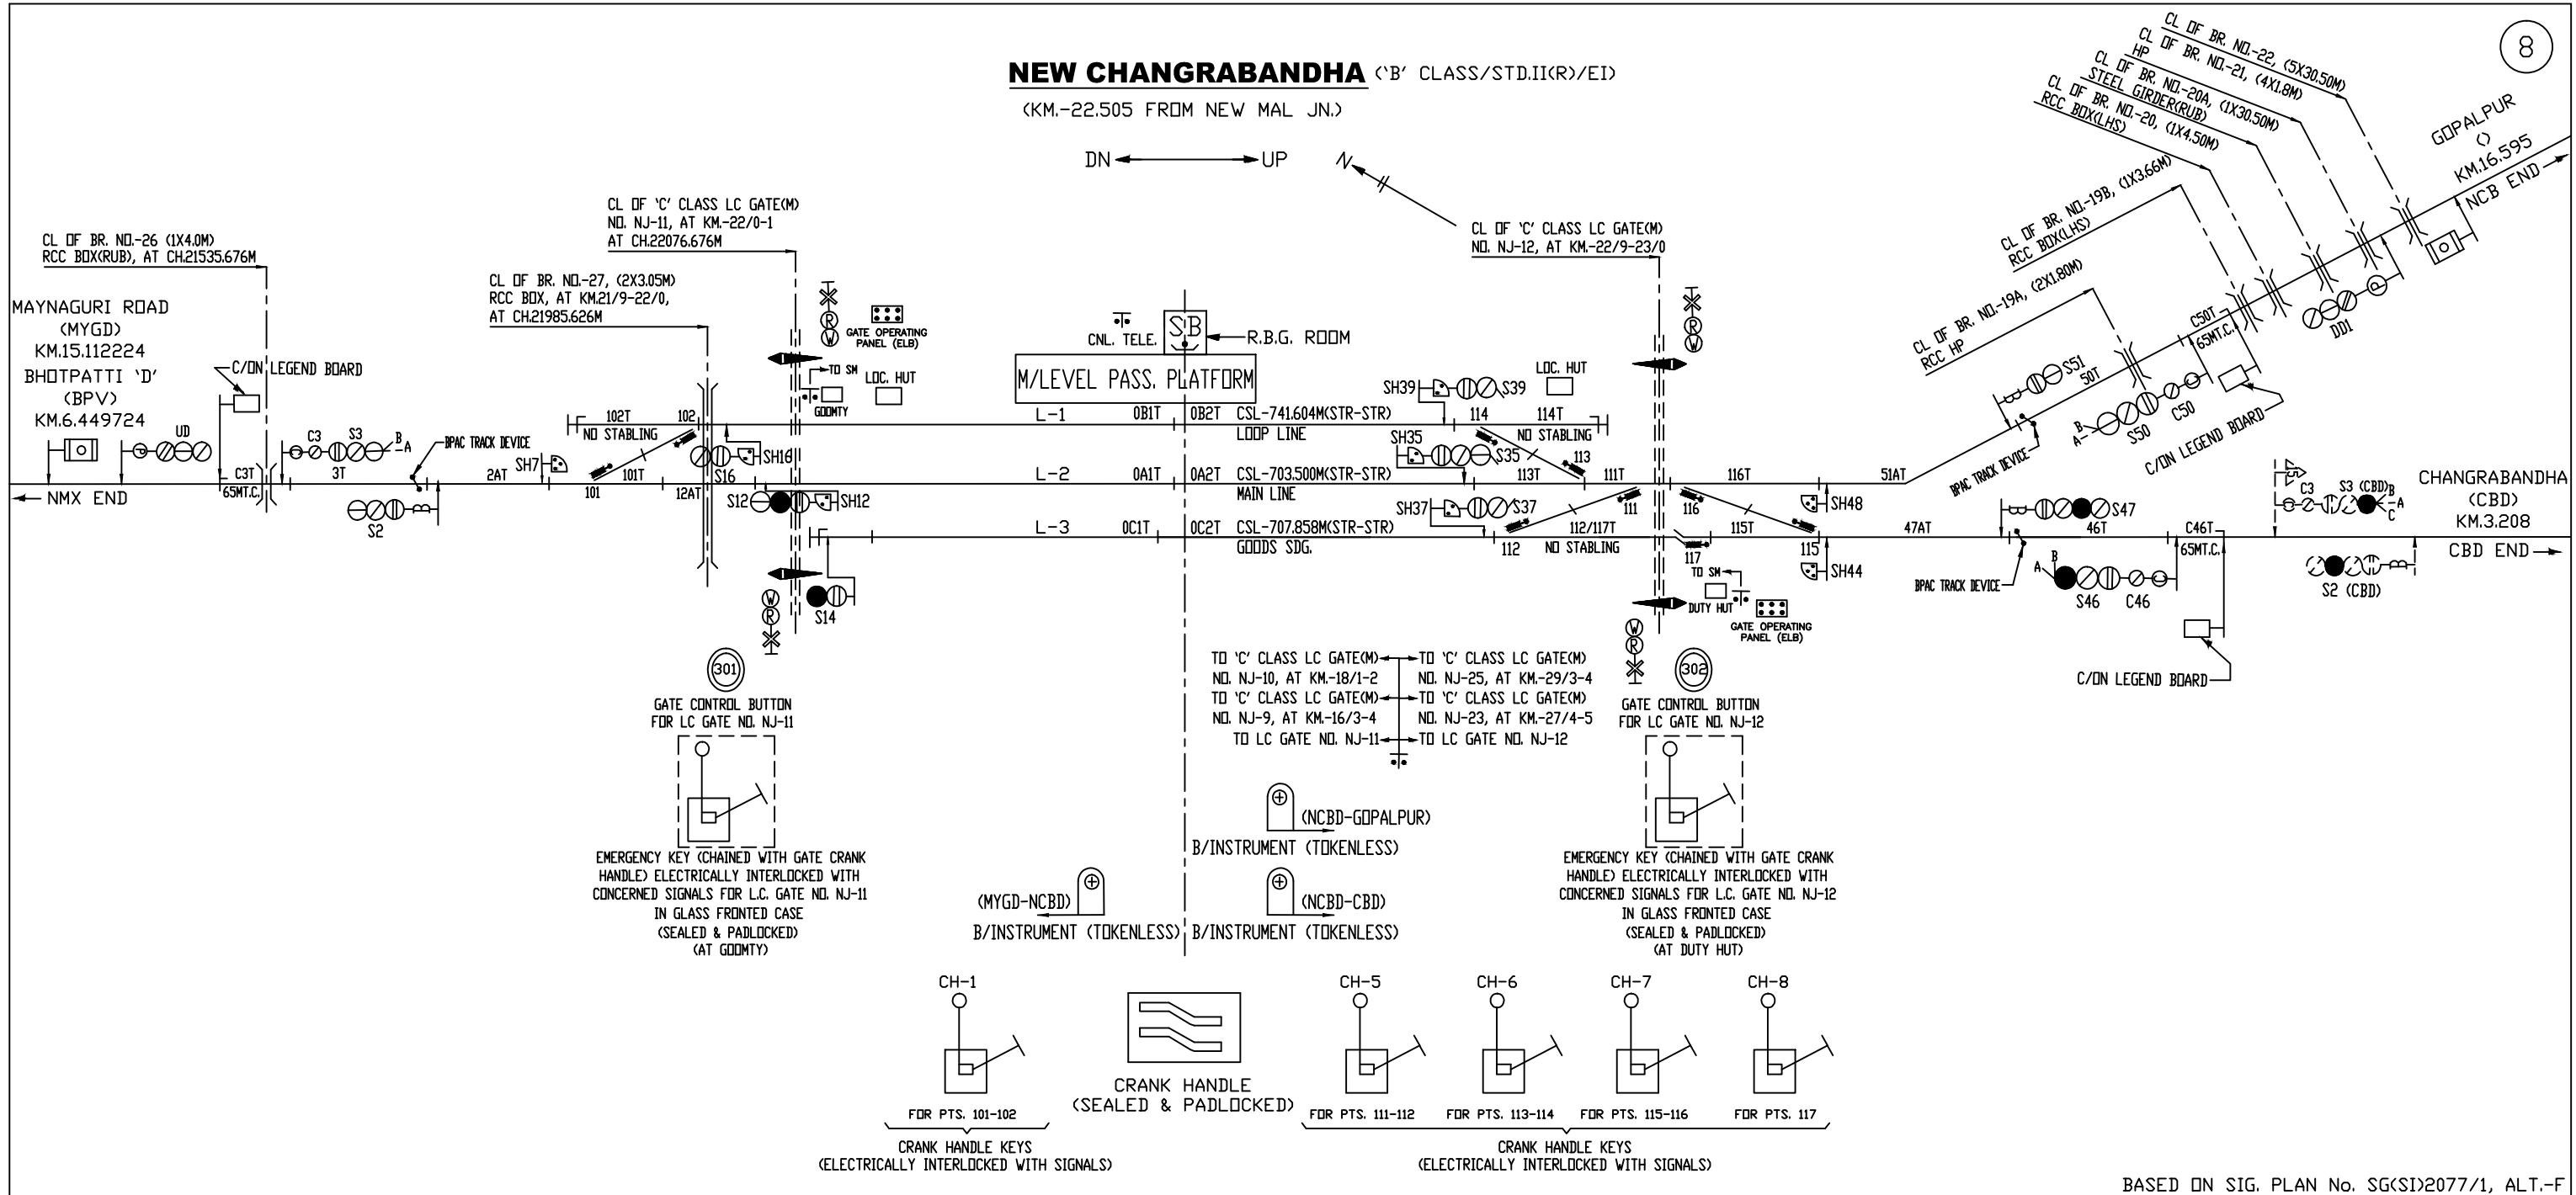 8
NEW CHANGRABANDHA ('B' CLASS/STD.II(R)/EI)
(KM.-22.505 FROM NEW MAL JN.)
DN UP
N
CL OF BR. NO.-22, (5X30.50M)
CL OF BR. NO.-21, (4X1.8M)
HP
CL OF BR. NO.-20A, (1X30.50M)
STEEL GIRDER(RUB)
CL OF BR. NO.-20, (1X4.50M)
RCC BOX(LHS)
CL OF BR. NO.-19B, (1X3.66M)
RCC BOX(LHS)
CL OF BR. NO.-19A, (2X1.80M)
RCC HP
GOPALPUR
()
KM.16.595
NCB END
CL OF 'C' CLASS LC GATE(M)
NO. NJ-11, AT KM.-22/0-1
AT CH.22076.676M
CL OF 'C' CLASS LC GATE(M)
NO. NJ-12, AT KM.-22/9-23/0
CL OF BR. NO.-26 (1X4.0M)
RCC BOX(RUB), AT CH.21535.676M
CL OF BR. NO.-27, (2X3.05M)
RCC BOX, AT KM.21/9-22/0,
AT CH.21985.626M
MAYNAGURI ROAD
(MYGD)
KM.15.112224
BHOTPATTI 'D'
(BPV)
KM.6.449724
C/ON LEGEND BOARD
R
W
GATE OPERATING
PANEL (ELB)
TO SM
GOOMTY
LOC. HUT
CNL. TELE.
SB
R.B.G. ROOM
M/LEVEL PASS. PLATFORM
R
W
LOC. HUT
SH39 S39
S51
50T
C50T
65MT.C.
P
DD1
B
A
S50
C50
C
C/ON LEGEND BOARD
BPAC TRACK DEVICE
102T 102
NO STABLING
L-1 0B1T 0B2T CSL-741.604M(STR-STR)
LOOP LINE
114 114T
NO STABLING
UD
P
C3 S3 B
A
C
BPAC TRACK DEVICE
SH7
S16 SH16
SH35 S35
113
C3T
65MT.C.
3T
2AT
101
101T
12AT
L-2 0A1T 0A2T CSL-703.500M(STR-STR)
MAIN LINE
113T 111T 116T 51AT
NMX END
S2
B
S12 SH12
SH37 S37
111
116
SH48
B S47
C3 S3 (CBD) B
A
C
CHANGRABANDHA
(CBD)
KM.3.208
CBD END
L-3 0C1T 0C2T CSL-707.858M(STR-STR)
GOODS SDG.
112
112/117T
NO STABLING
117
115T
115
47AT
46T
C46T
65MT.C.
S14
W
R
TO SM
DUTY HUT
GATE OPERATING
PANEL (ELB)
SH44
BPAC TRACK DEVICE
B
A
S46 C46
C
S2 (CBD)
B
C/ON LEGEND BOARD
W
R
301
GATE CONTROL BUTTON
FOR LC GATE NO. NJ-11
TO 'C' CLASS LC GATE(M)
NO. NJ-10, AT KM.-18/1-2
TO 'C' CLASS LC GATE(M)
NO. NJ-9, AT KM.-16/3-4
TO LC GATE NO. NJ-11
TO 'C' CLASS LC GATE(M)
NO. NJ-25, AT KM.-29/3-4
TO 'C' CLASS LC GATE(M)
NO. NJ-23, AT KM.-27/4-5
TO LC GATE NO. NJ-12
302
GATE CONTROL BUTTON
FOR LC GATE NO. NJ-12
EMERGENCY KEY (CHAINED WITH GATE CRANK
HANDLE) ELECTRICALLY INTERLOCKED WITH
CONCERNED SIGNALS FOR L.C. GATE NO. NJ-11
IN GLASS FRONTED CASE
(SEALED & PADLOCKED)
(AT GOOMTY)
(NCBD-GOPALPUR)
B/INSTRUMENT (TOKENLESS)
(MYGD-NCBD)
B/INSTRUMENT (TOKENLESS)
(NCBD-CBD)
B/INSTRUMENT (TOKENLESS)
EMERGENCY KEY (CHAINED WITH GATE CRANK
HANDLE) ELECTRICALLY INTERLOCKED WITH
CONCERNED SIGNALS FOR L.C. GATE NO. NJ-12
IN GLASS FRONTED CASE
(SEALED & PADLOCKED)
(AT DUTY HUT)
CH-1
FOR PTS. 101-102
CRANK HANDLE KEYS
(ELECTRICALLY INTERLOCKED WITH SIGNALS)
CRANK HANDLE
(SEALED & PADLOCKED)
CH-5 CH-6 CH-7 CH-8
FOR PTS. 111-112 FOR PTS. 113-114 FOR PTS. 115-116 FOR PTS. 117
CRANK HANDLE KEYS
(ELECTRICALLY INTERLOCKED WITH SIGNALS)
BASED ON SIG. PLAN No. SG(SI)2077/1, ALT.-F